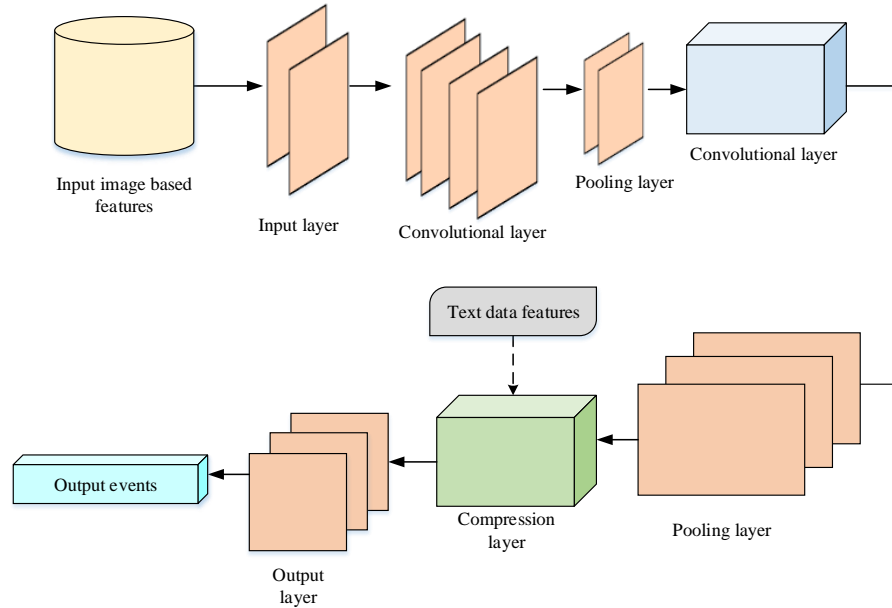 Input image based
features
Input layer
Convolutional layer
Pooling layer
Convolutional layer
Text data features
Output events
Output
layer
Compression
layer
Pooling layer